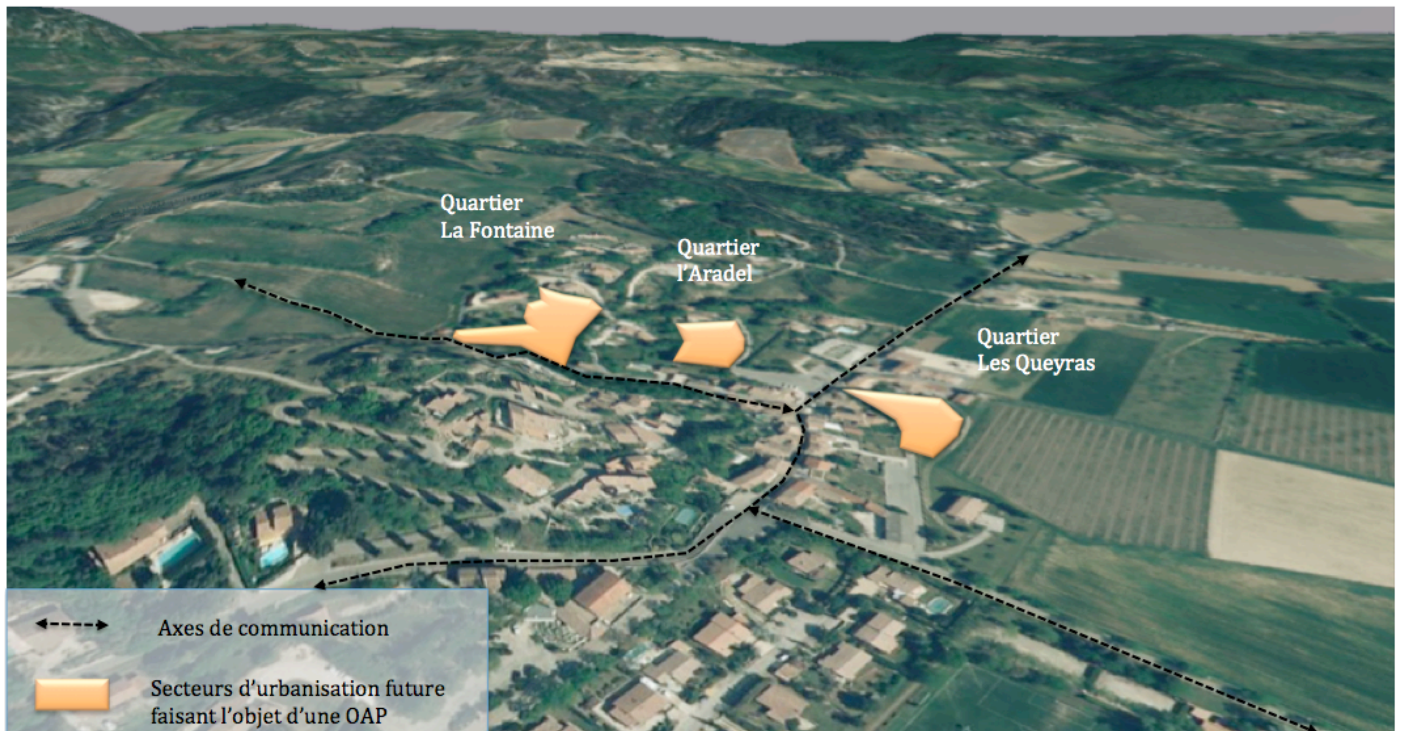 Quartier
La Fontaine
Quartier
l'Aradel
Quartier
Les Queyras
Axes de communication
Secteurs d'urbanisation future
faisant l'objet d'une OAP